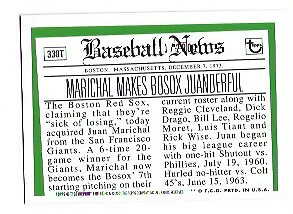 330T
Baseball News
BOSTON, MASSACHUSETTS, DECEMBER 7, 1973
MARICHAL MAKES BOSOX JUANDERFUL
The Boston Red Sox,
claiming that they're
"sick of losing," today
acquired Juan Marichal
from the San Francisco
Giants. A 6-time 20-
game winner for the
Giants, Marichal now
becomes the Bosox' 7th
starting pitching on their
current roster along with
Reggie Cleveland, Dick
Drago, Bill Lee, Rogelio
Moret, Luis Tiant and
Rick Wise. Juan began
his big league career
with one-hit Shutout vs.
Phillies, July 19, 1960.
Hurled no-hitter vs. Colt
45's, June 15, 1963.